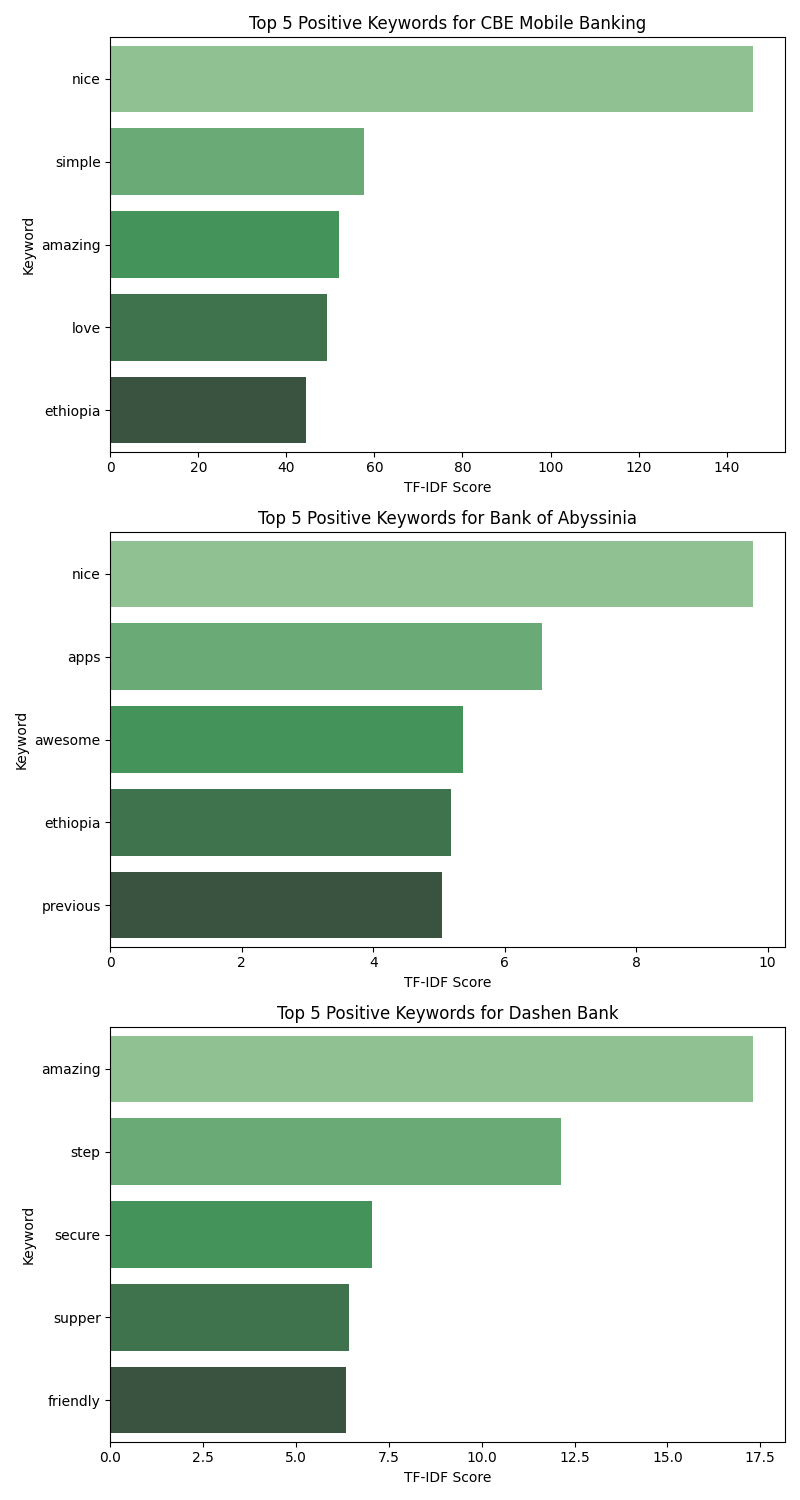 Top 5 Positive Keywords for CBE Mobile Banking
nice
simple
amazing
love
ethiopia
Keyword
0 20 40 60 80 100 120 140
TF-IDF Score
Top 5 Positive Keywords for Bank of Abyssinia
nice
apps
awesome
ethiopia
previous
Keyword
0 2 4 6 8 10
TF-IDF Score
Top 5 Positive Keywords for Dashen Bank
amazing
step
secure
supper
friendly
Keyword
0.0 2.5 5.0 7.5 10.0 12.5 15.0 17.5
TF-IDF Score